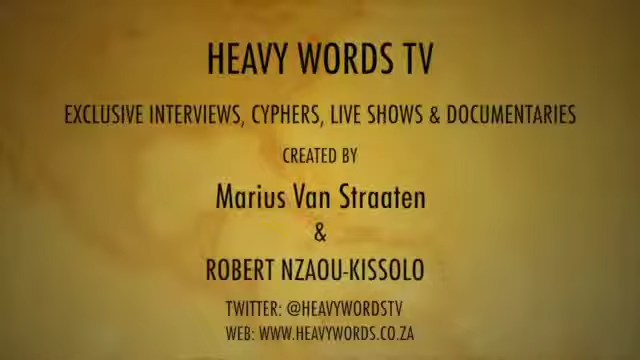 HEAVY WORDS TV
EXCLUSIVE INTERVIEWS, CYPHERS, LIVE SHOWS & DOCUMENTARIES
CREATED BY
Marius Van Straaten
&
ROBERT NZAOU-KISSOLO
TWITTER: @HEAVYWORDSTV
WEB: WWW.HEAVYWORDS.CO.ZA